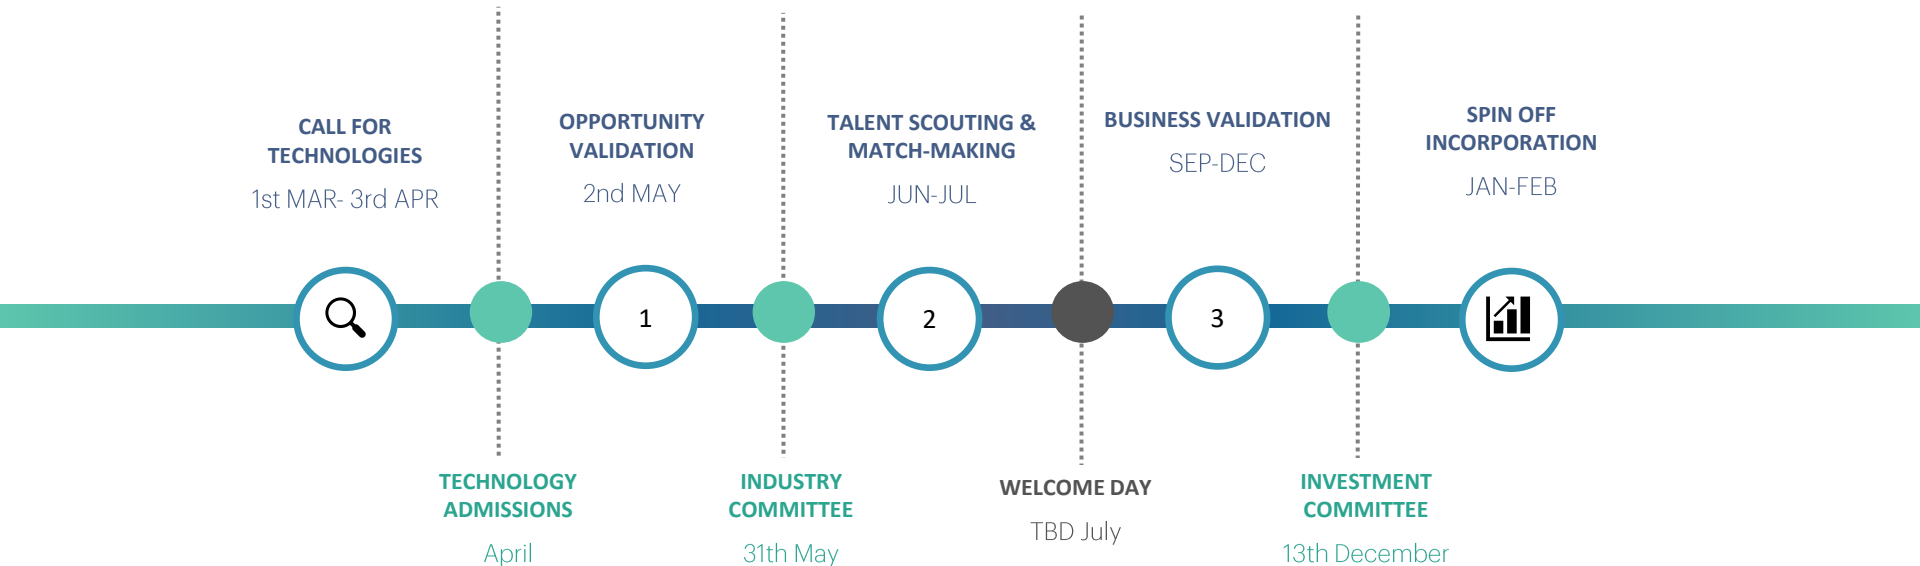 CALL FOR
TECHNOLOGIES
1st MAR- 3rd APR
OPPORTUNITY
VALIDATION
2nd MAY
TALENT SCOUTING &
MATCH-MAKING
JUN-JUL
BUSINESS VALIDATION
SEP-DEC
SPIN OFF
INCORPORATION
JAN-FEB
1
2
3
TECHNOLOGY
ADMISSIONS
April
INDUSTRY
COMMITTEE
31th May
WELCOME DAY
TBD July
INVESTMENT
COMMITTEE
13th December